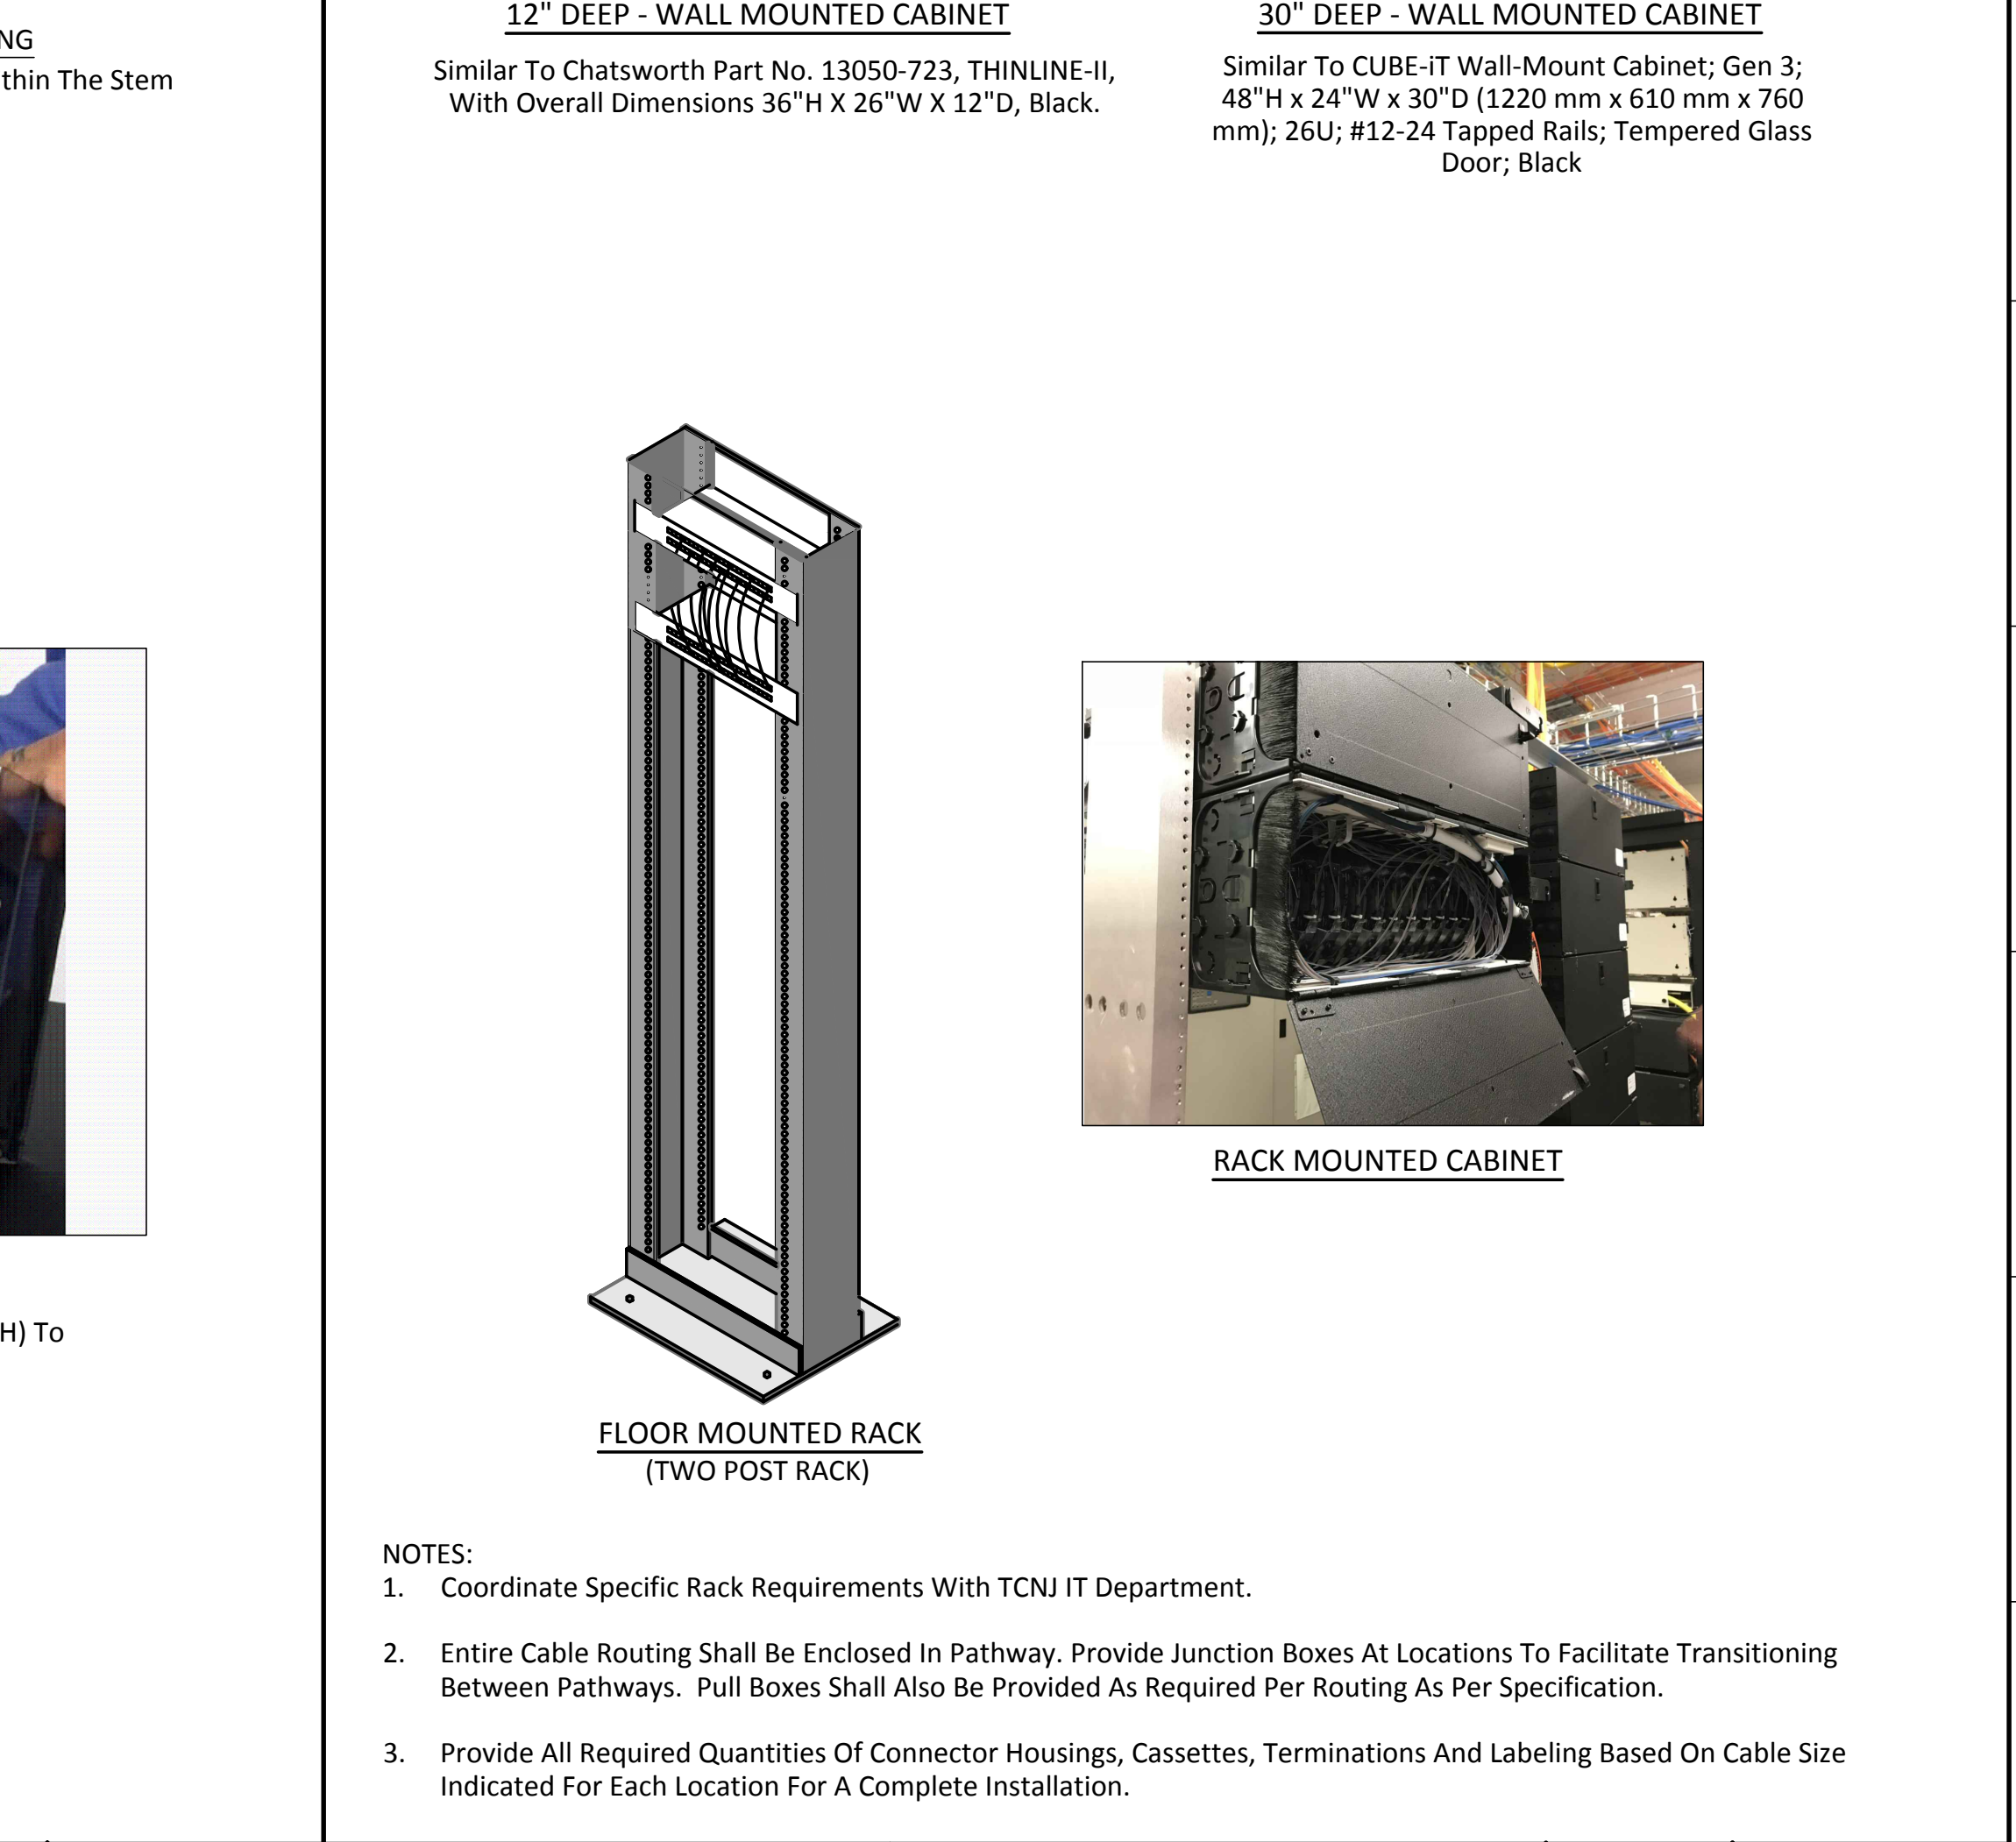 NG
thin The Stem
H) To
12" DEEP - WALL MOUNTED CABINET
Similar To Chatsworth Part No. 13050-723, THINLINE-II,
With Overall Dimensions 36"H X 26"W X 12"D, Black.
30" DEEP - WALL MOUNTED CABINET
Similar To CUBE-iT Wall-Mount Cabinet; Gen 3;
48"H x 24"W x 30"D (1220 mm x 610 mm x 760
mm); 26U; #12-24 Tapped Rails; Tempered Glass
Door; Black
RACK MOUNTED CABINET
FLOOR MOUNTED RACK
(TWO POST RACK)
NOTES:
1. Coordinate Specific Rack Requirements With TCNJ IT Department.
2. Entire Cable Routing Shall Be Enclosed In Pathway. Provide Junction Boxes At Locations To Facilitate Transitioning
Between Pathways. Pull Boxes Shall Also Be Provided As Required Per Routing As Per Specification.
3. Provide All Required Quantities Of Connector Housings, Cassettes, Terminations And Labeling Based On Cable Size
Indicated For Each Location For A Complete Installation.